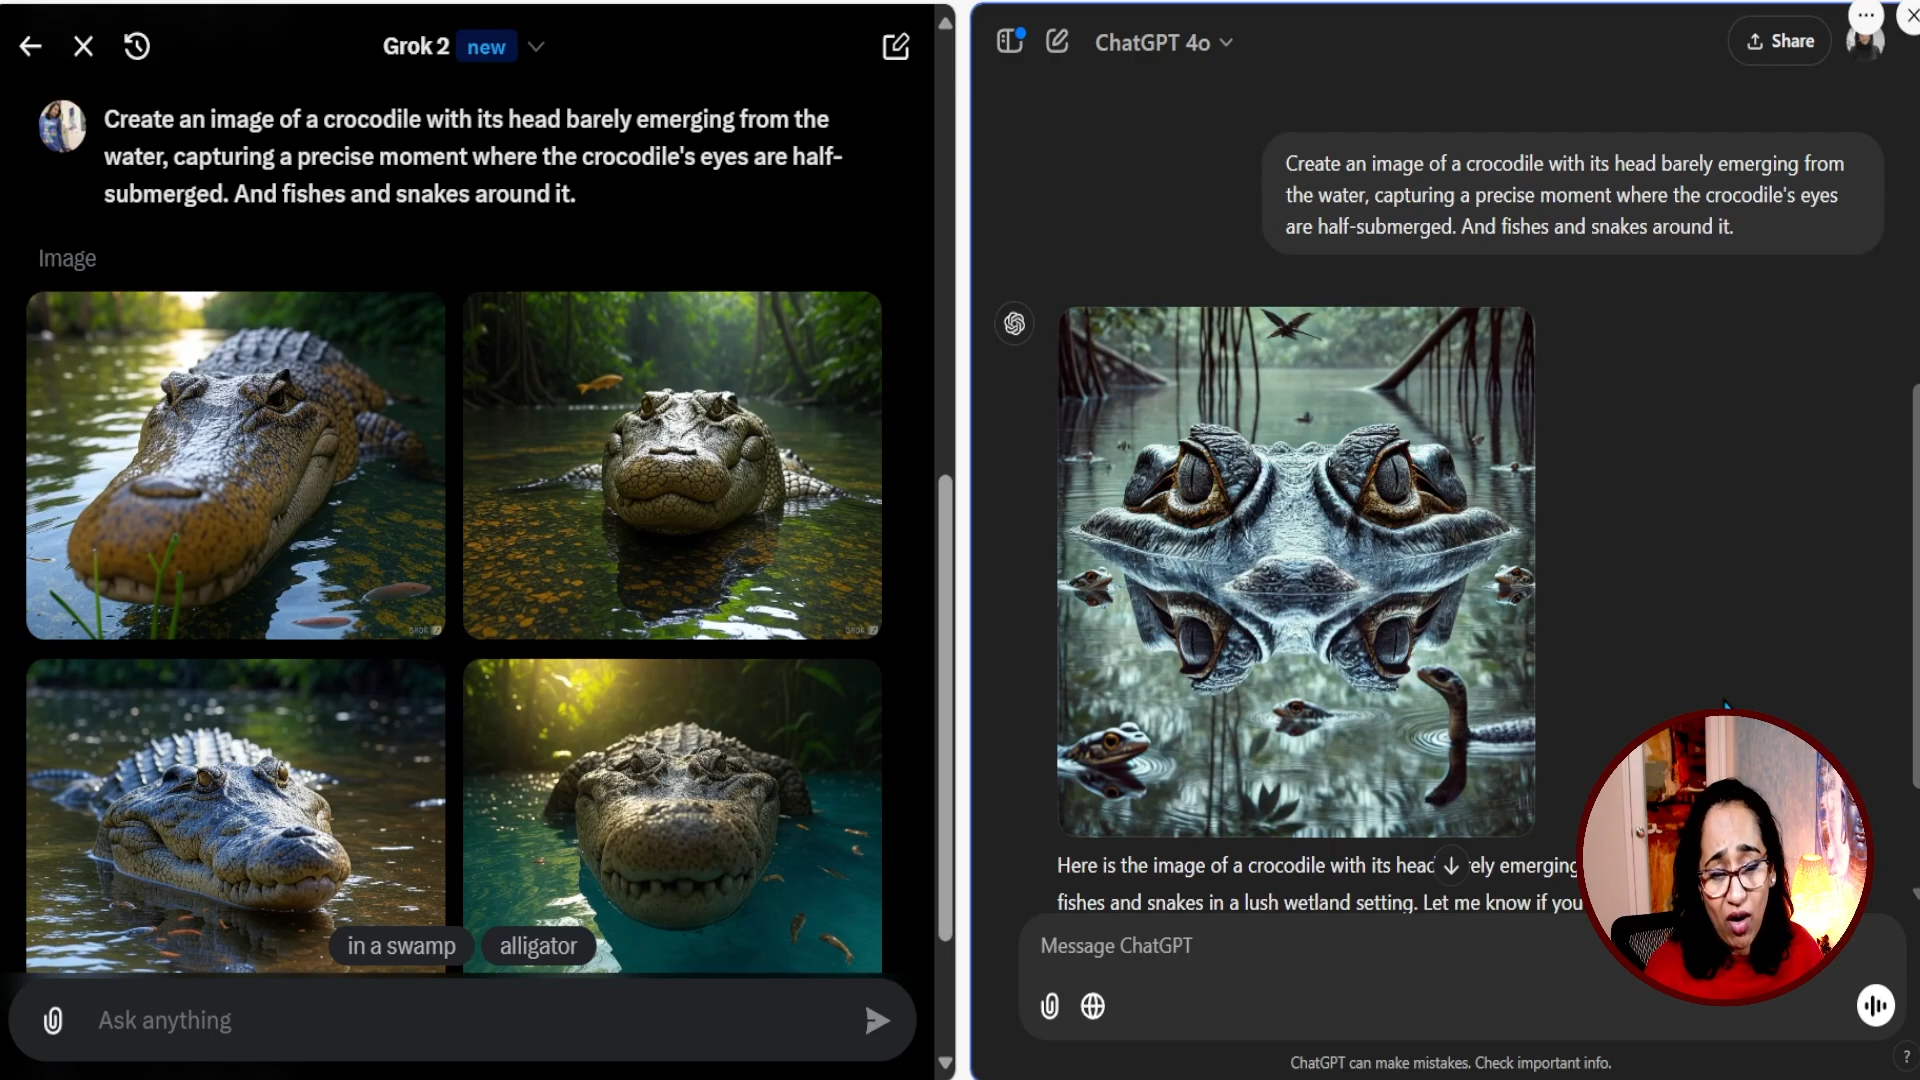 Grok 2 new
Create an image of a crocodile with its head barely emerging from the
water, capturing a precise moment where the crocodile's eyes are half-
submerged. And fishes and snakes around it.
Image
GROK
GROK
in a swamp
alligator
Ask anything
ChatGPT 4o
Share
Create an image of a crocodile with its head barely emerging from
the water, capturing a precise moment where the crocodile's eyes
are half-submerged. And fishes and snakes around it.
Here is the image of a crocodile with its head rely emerging
fishes and snakes in a lush wetland setting. Let me know if you
Message ChatGPT
ChatGPT can make mistakes. Check important info.
?